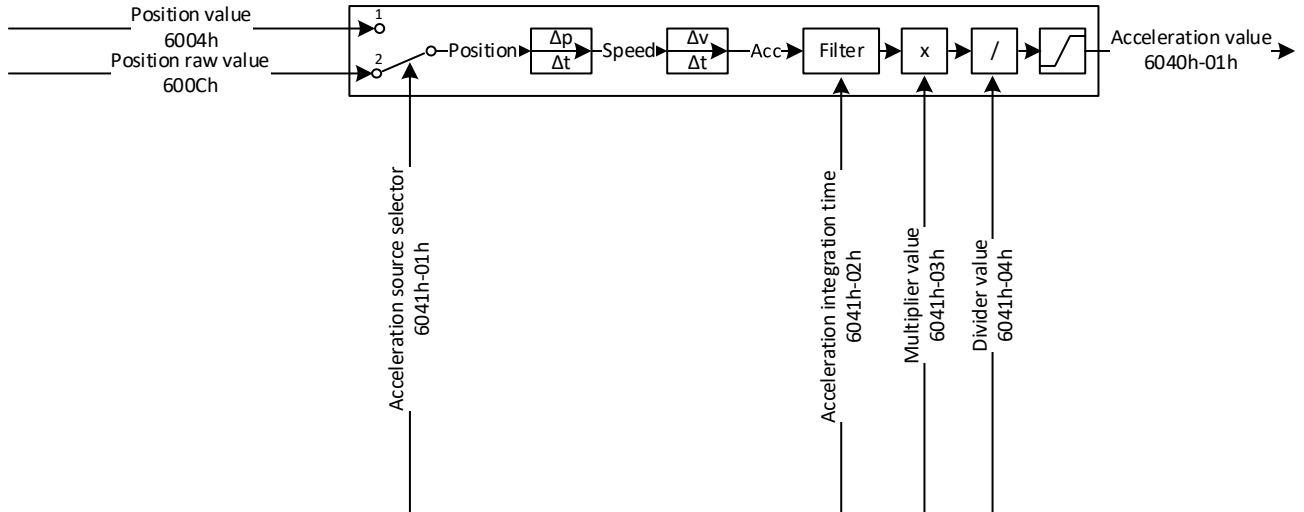 Position value
6004h
Position raw value
600Ch
1
2
Position
Δp
Δt
Speed
Δv
Δt
Acc
Filter
x
/
Acceleration value
6040h-01h
Acceleration source selector
6041h-01h
Acceleration integration time
6041h-02h
Multiplier value
6041h-03h
Divider value
6041h-04h